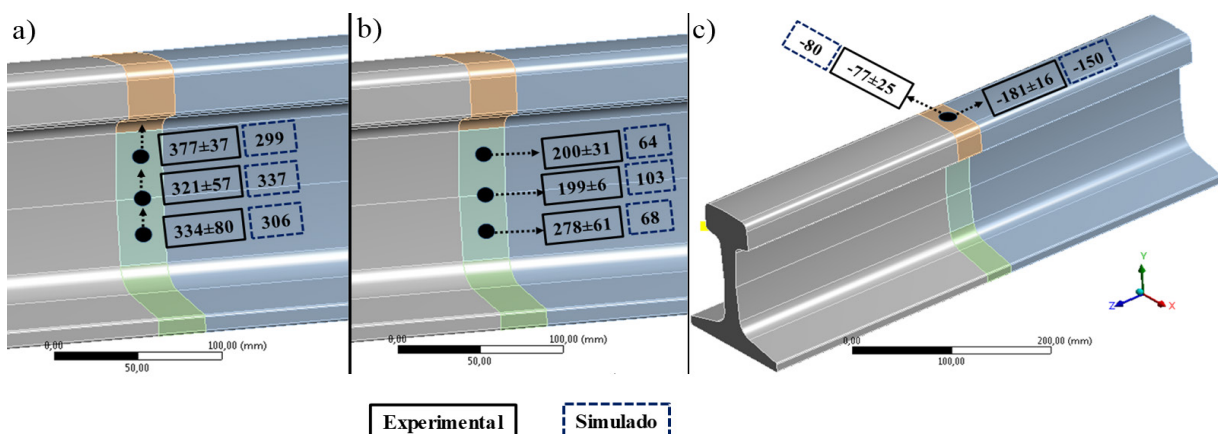 a)
377±37
299
321±57
337
334±80
306
0,00
100,00 (mm)
50,00
b)
200±31
64
199±6
103
278±61
68
0,00
100,00 (mm)
50,00
c)
-80
-77±25
-181±16
-150
Y
Z
X
0,00
200,00 (mm)
100,00
Experimental
Simulado